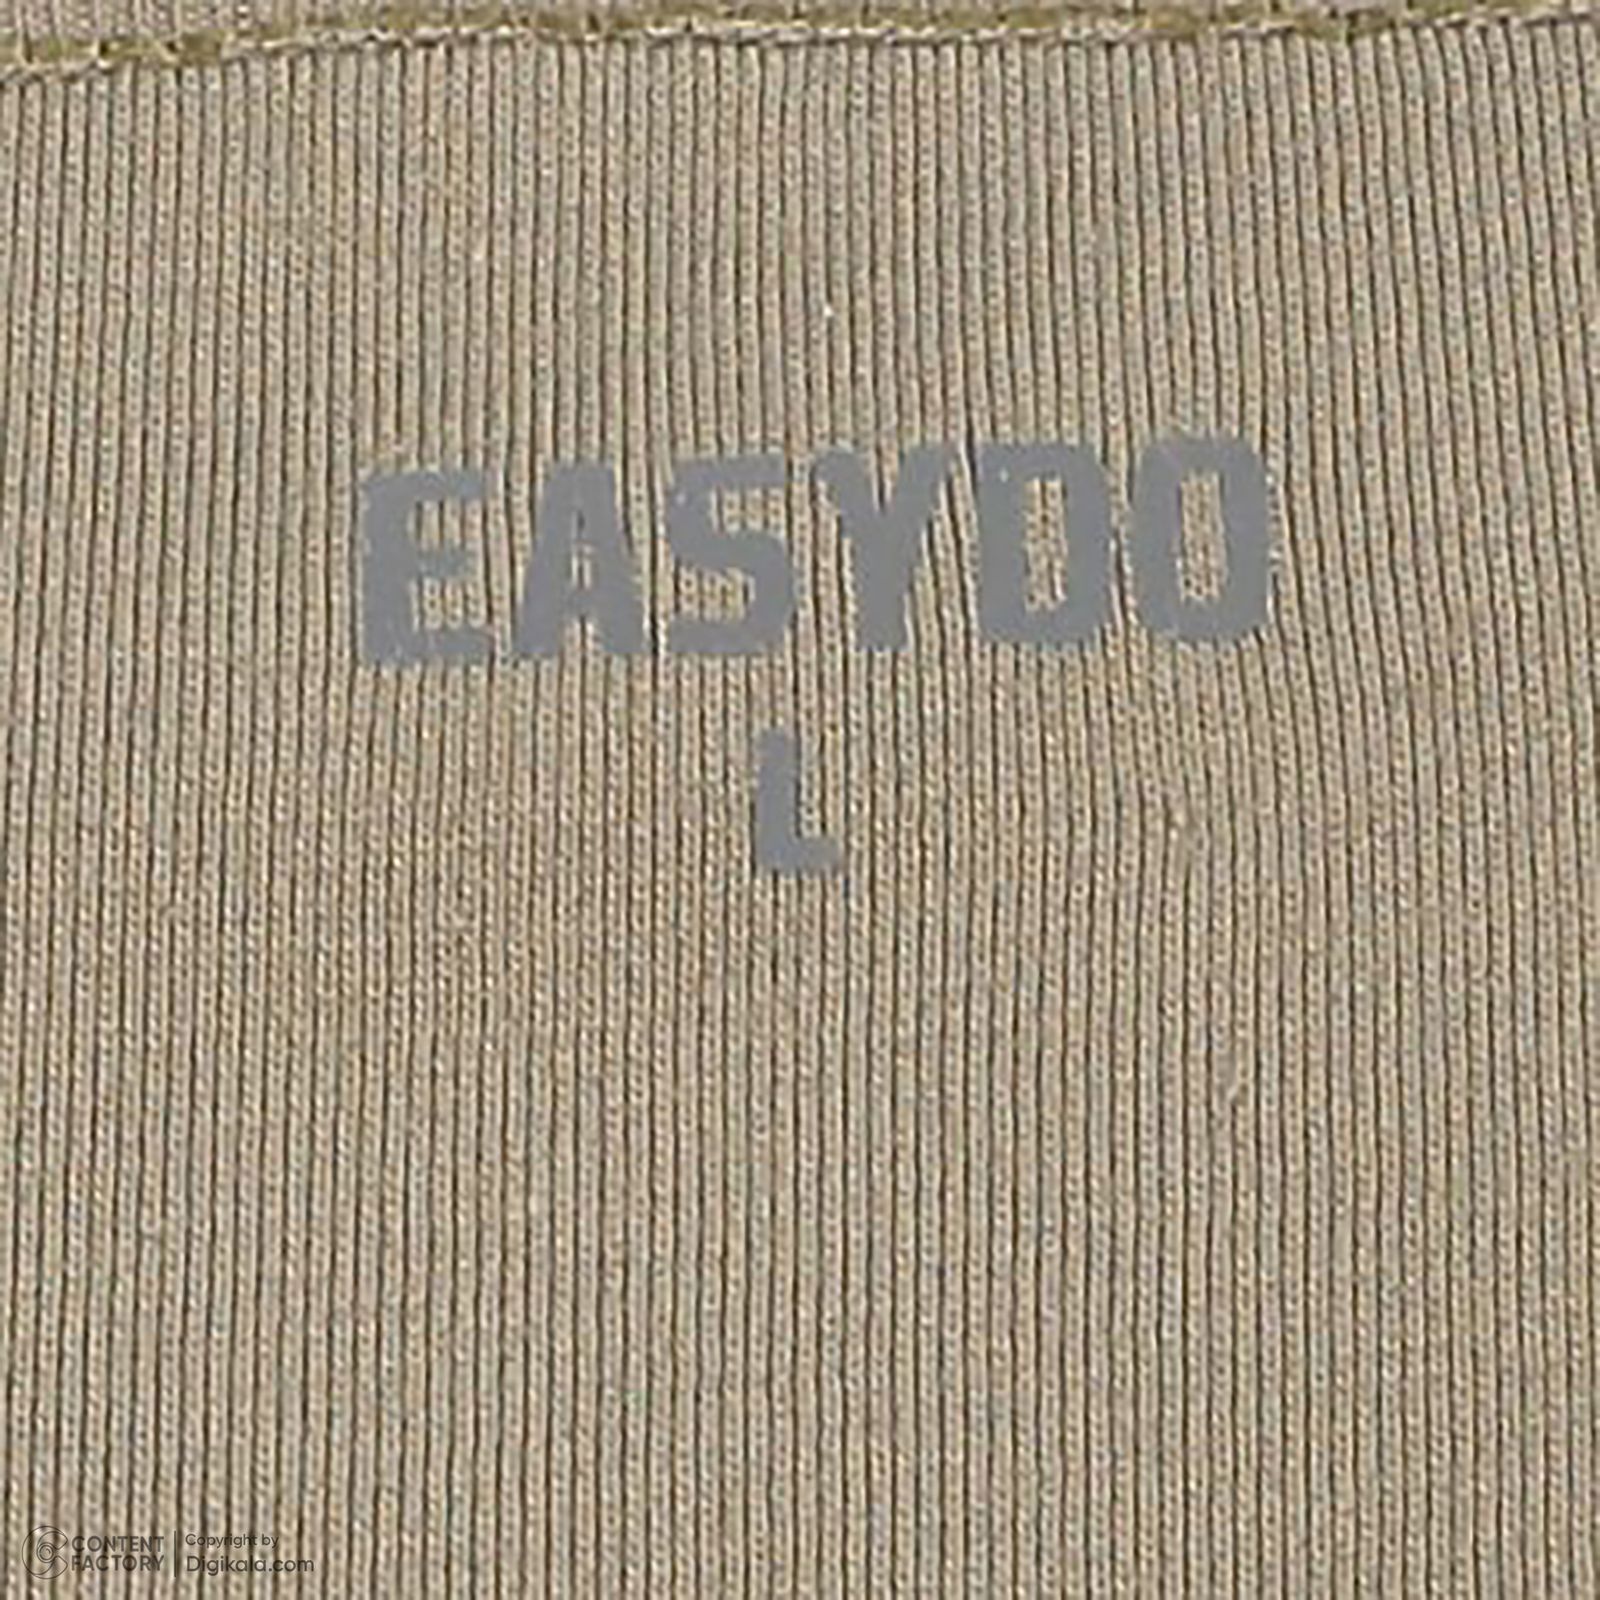 EASYDO
L
CONTENT
FACTORY
Copyright by
Digikala.com